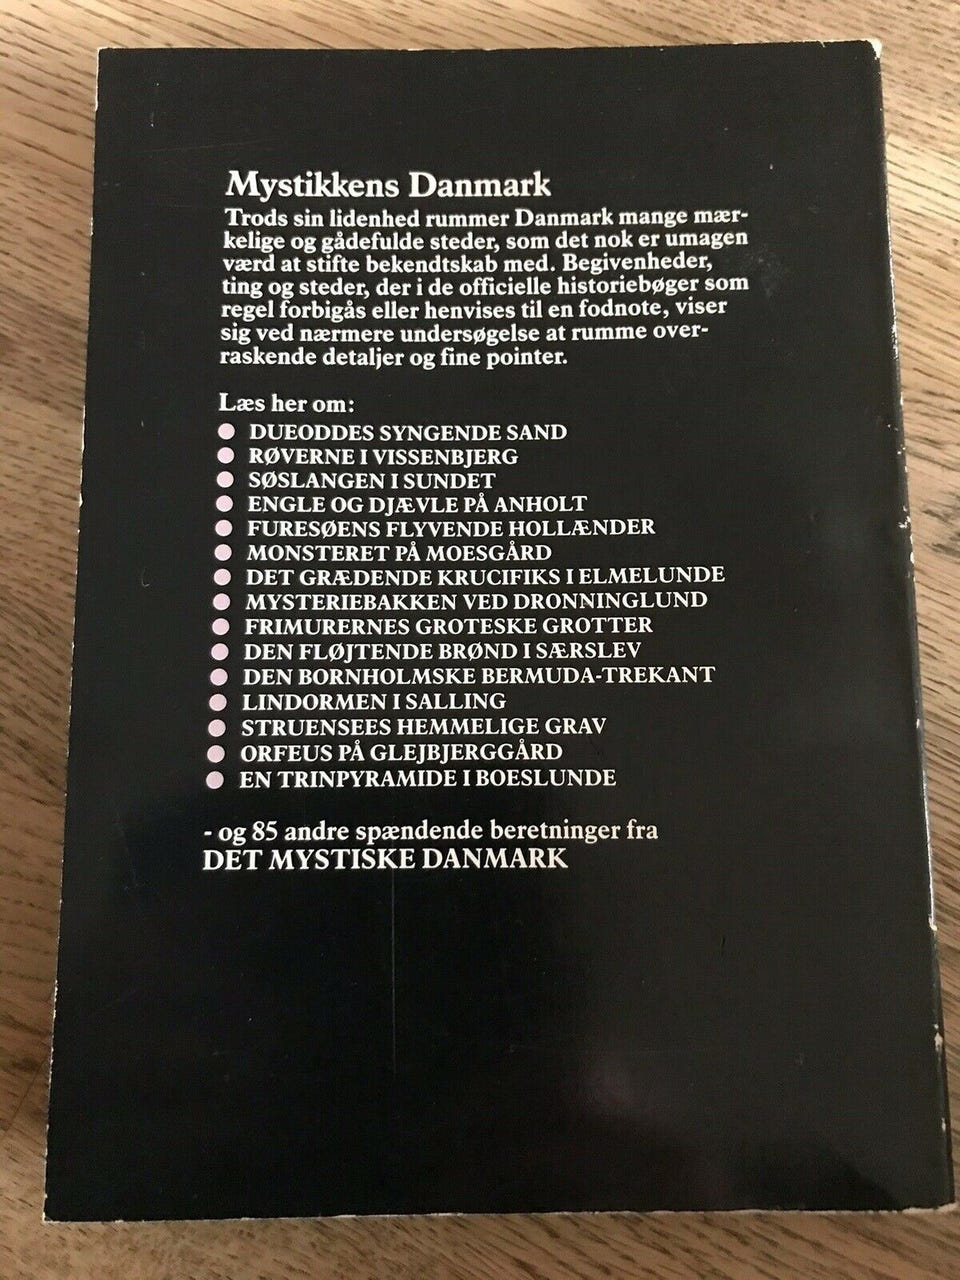 Mystikkens Danmark
Trods sin lidenhed rummer Danmark mange mær-
kelige og gådefulde steder, som det nok er umagen
værd at stifte bekendtskab med. Begivenheder,
ting og steder, der i de officielle historiebøger som
regel forbigås eller henvises til en fodnote, viser
sig ved nærmere undersøgelse at rumme over-
raskende detaljer og fine pointer.
Læs her om:
● DUEODDES SYNGENDE SAND
● RØVERNE I VISSENBJERG
● SØSLANGEN I SUNDET
● ENGLE OG DJÆVLE PÅ ANHOLT
● FURESØENS FLYVENDE HOLLÆNDER
● MONSTERET PÅ MOESGÅRD
● DET GRÆDENDE KRUCIFIKS I ELMELUNDE
● MYSTERIEBAKKEN VED DRONNINGLUND
● FRIMURERNES GROTESKE GROTTER
● DEN FLØJTENDE BRØND I SÆRSLEV
● DEN BORNHOLMSKE BERMUDA-TREKANT
● LINDORMEN I SALLING
● STRUENSEES HEMMELIGE GRAV
● ORFEUS PÅ GLEJBJERGGÅRD
● EN TRINPYRAMIDE I BOESLUNDE
- og 85 andre spændende beretninger fra
DET MYSTISKE DANMARK